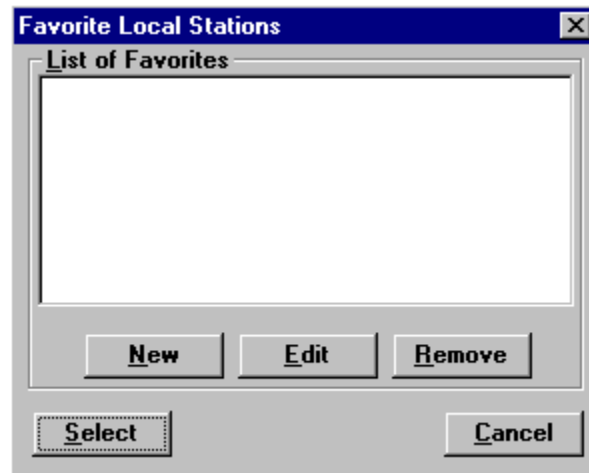 Favorite Local Stations
List of Favorites
New Edit Remove
Select Cancel